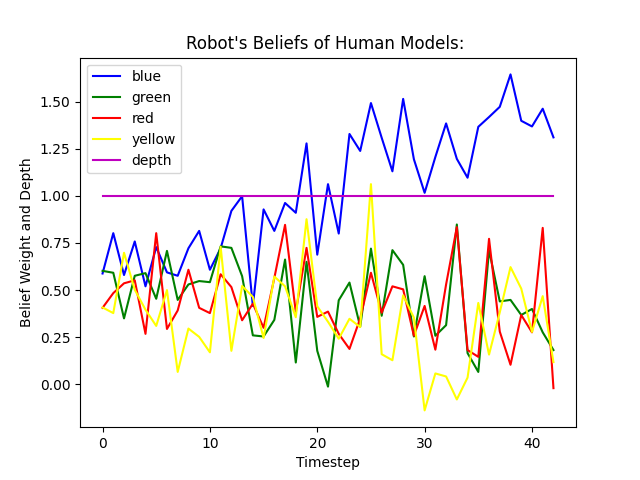 Robot's Beliefs of Human Models:
blue
green
red
yellow
depth
Belief Weight and Depth
1.50
1.25
1.00
0.75
0.50
0.25
0.00
0 10 20 30 40
Timestep